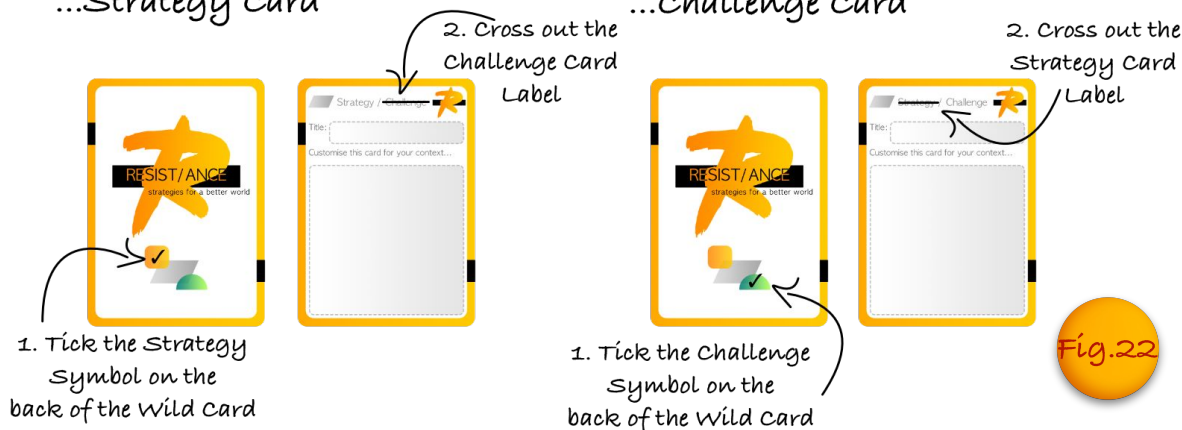 ...Strategy Card
2. Cross out the
Challenge Card
Label
RESIST/ANCE
strategies for a better world
Strategy / Challenge
Title:
Customise this card for your context...
1. Tick the Strategy
Symbol on the
back of the Wild Card
...Challenge Card
2. Cross out the
Strategy Card
Label
RESIST/ANCE
strategies for a better world
Strategy / Challenge
Title:
Customise this card for your context...
1. Tick the Challenge
Symbol on the
back of the Wild Card
Fig.22